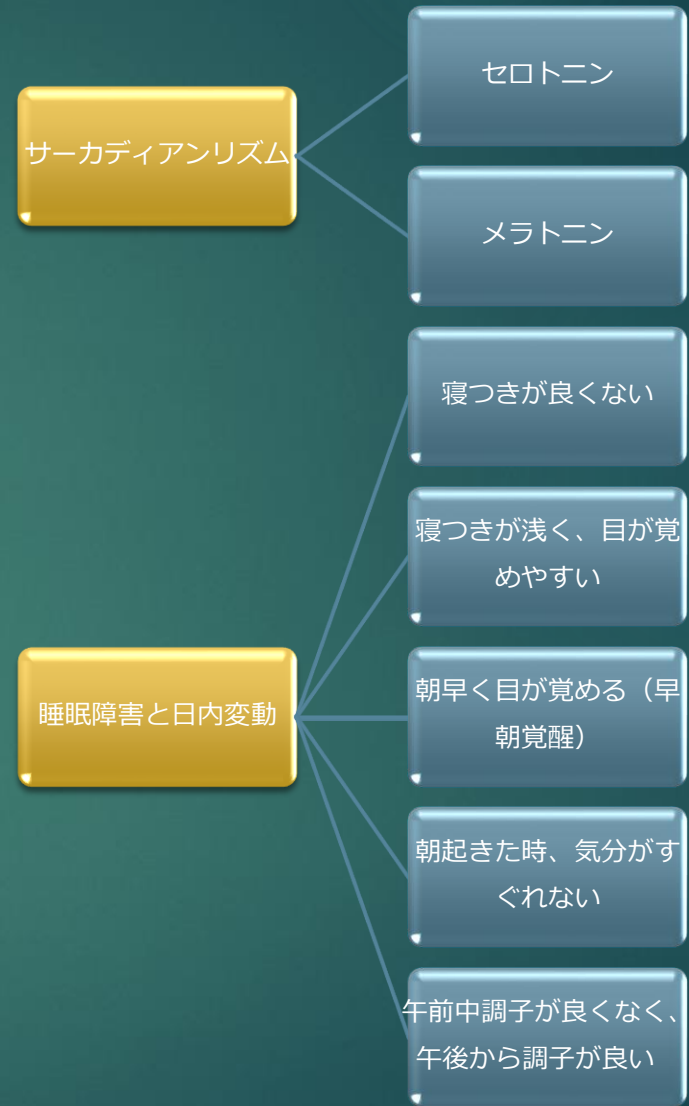 サーカディアンリズム
セロトニン
メラトニン
睡眠障害と日内変動
寝つきが良くない
寝つきが浅く、目が覚
めやすい
朝早く目が覚める（早
朝覚醒）
朝起きた時、気分がす
ぐれない
午前中調子が良くなく、
午後から調子が良い